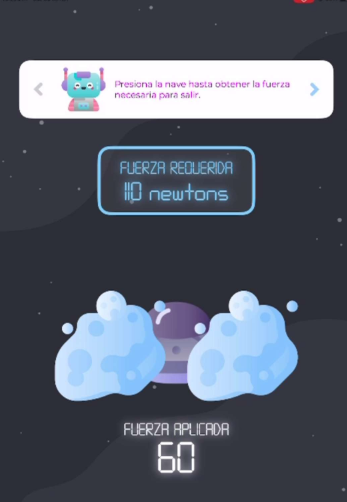 Presiona la nave hasta obtener la fuerza
necesaria para salir.
FUERZA REQUERIDA
110 newtons
FUERZA APLICADA
60